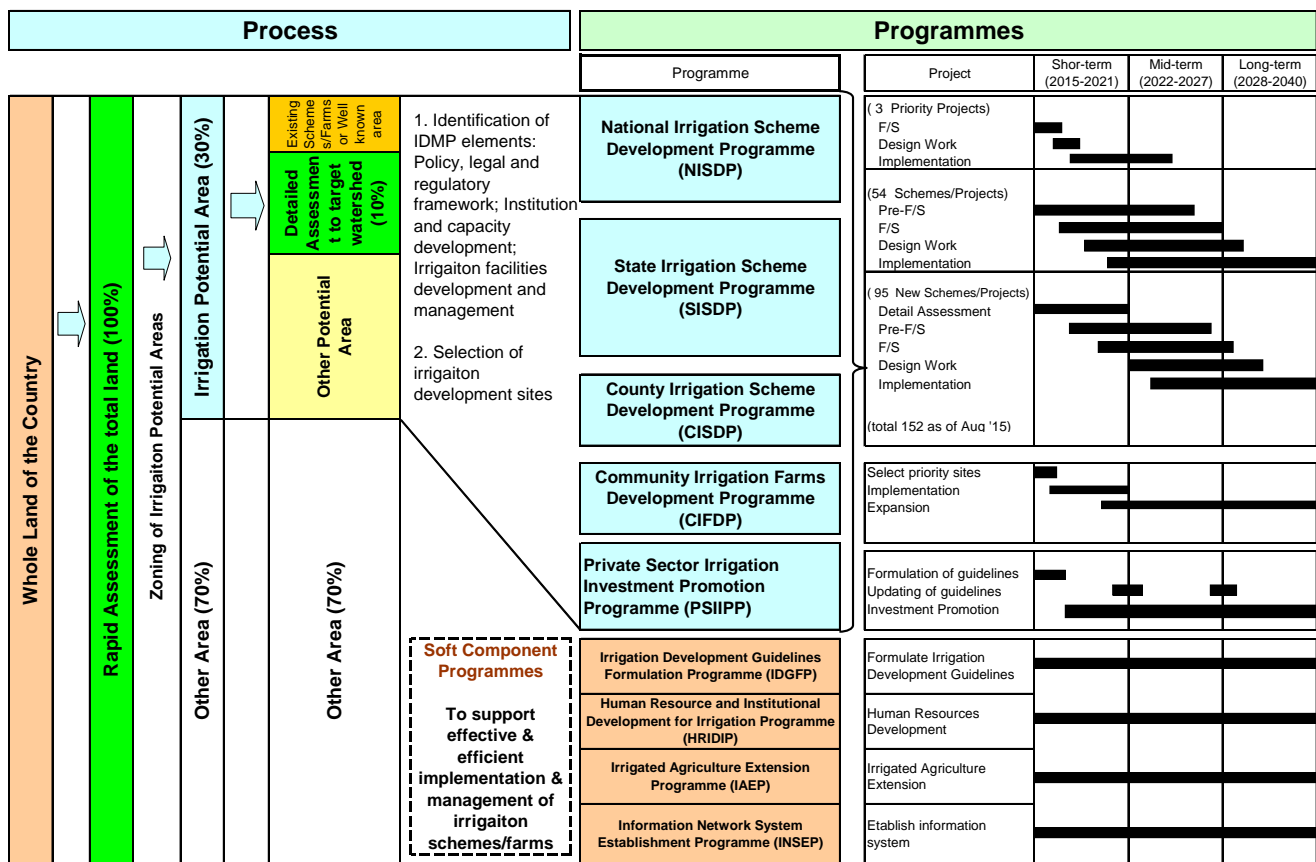 Process
Programmes
Programme
Project
Shor-term
(2015-2021)
Mid-term
(2022-2027)
Long-term
(2028-2040)
Whole Land of the Country
Rapid Assessment of the total land (100%)
Zoning of Irrigaiton Potential Areas
Irrigation Potential Area (30%)
Other Area (70%)
Existing
Scheme
s/Farms
or Well
known
area
Detailed
Assessmen
t to target
watershed
(10%)
Other Potential
Area
Other Area (70%)
1. Identification of
IDMP elements:
Policy, legal and
regulatory
framework; Institution
and capacity
development;
Irrigaiton facilities
development and
management
2. Selection of
irrigaiton
development sites
Soft Component
Programmes
To support
effective &
efficient
implementation &
management of
irrigaiton
schemes/farms
National Irrigation Scheme
Development Programme
(NISDP)
State Irrigation Scheme
Development Programme
(SISDP)
County Irrigation Scheme
Development Programme
(CISDP)
Community Irrigation Farms
Development Programme
(CIFDP)
Private Sector Irrigation
Investment Promotion
Programme (PSIIPP)
Irrigation Development Guidelines
Formulation Programme (IDGFP)
Human Resource and Institutional
Development for Irrigation Programme
(HRIDIP)
Irrigated Agriculture Extension
Programme (IAEP)
Information Network System
Establishment Programme (INSEP)
( 3 Priority Projects)
F/S
Design Work
Implementation
(54 Schemes/Projects)
Pre-F/S
F/S
Design Work
Implementation
( 95 New Schemes/Projects)
Detail Assessment
Pre-F/S
F/S
Design Work
Implementation
(total 152 as of Aug '15)
Select priority sites
Implementation
Expansion
Formulation of guidelines
Updating of guidelines
Investment Promotion
Formulate Irrigation
Development Guidelines
Human Resources
Development
Irrigated Agriculture
Extension
Etablish information
system